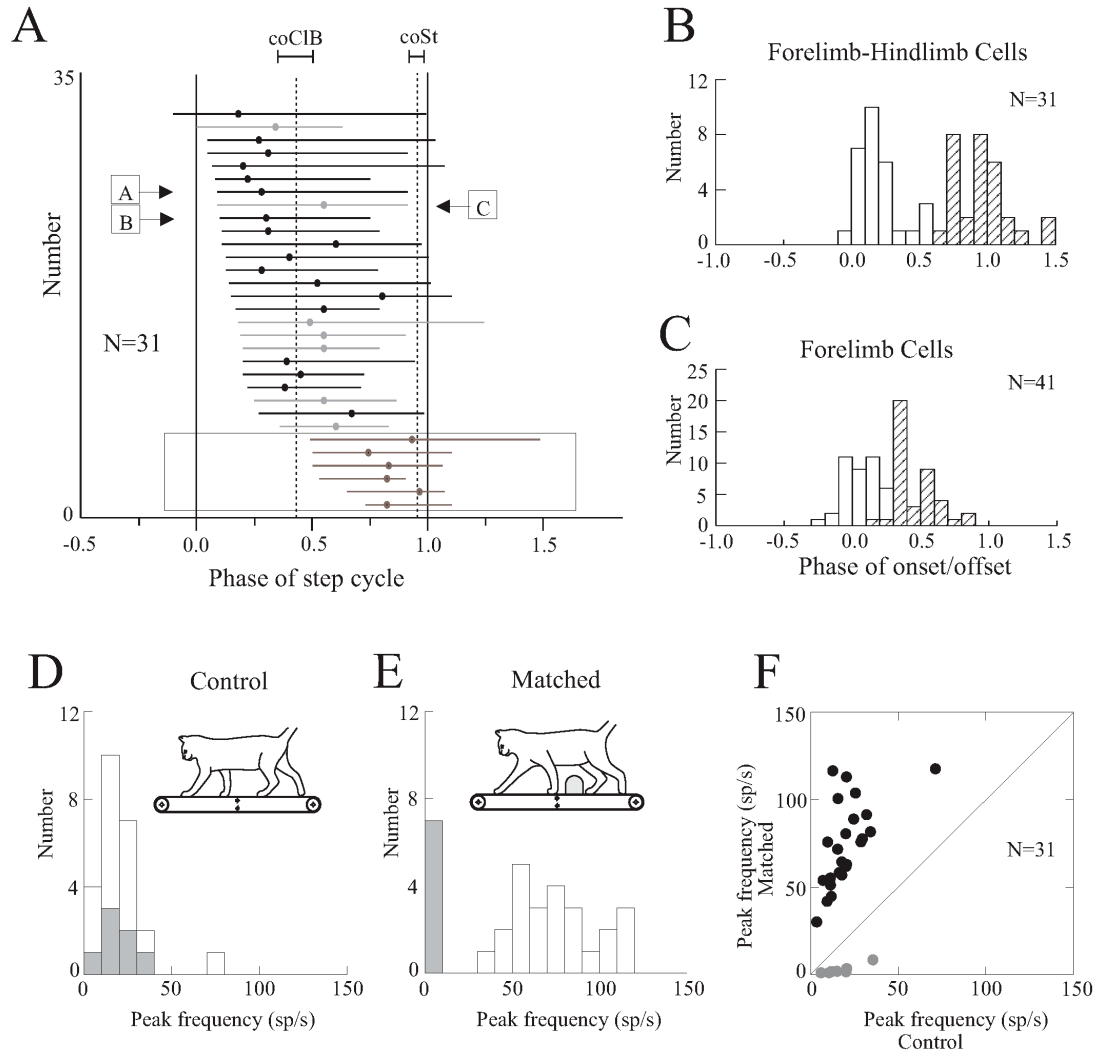 A
coClB coSt
35
Number
A
B
C
N=31
0
-0.5 0.0 0.5 1.0 1.5
Phase of step cycle
B
Forelimb-Hindlimb Cells
12
8
4
0
Number
N=31
-1.0 -0.5 0.0 0.5 1.0 1.5
C
Forelimb Cells
25
20
15
10
5
0
Number
N=41
-1.0 -0.5 0.0 0.5 1.0 1.5
Phase of onset/offset
D
Control
12
8
4
0
Number
0 50 100 150
Peak frequency (sp/s)
E
Matched
12
8
4
0
Number
50 100 150
Peak frequency (sp/s)
F
150
100
50
0
Peak frequency (sp/s)
Matched
N=31
0 50 100 150
Peak frequency (sp/s)
Control